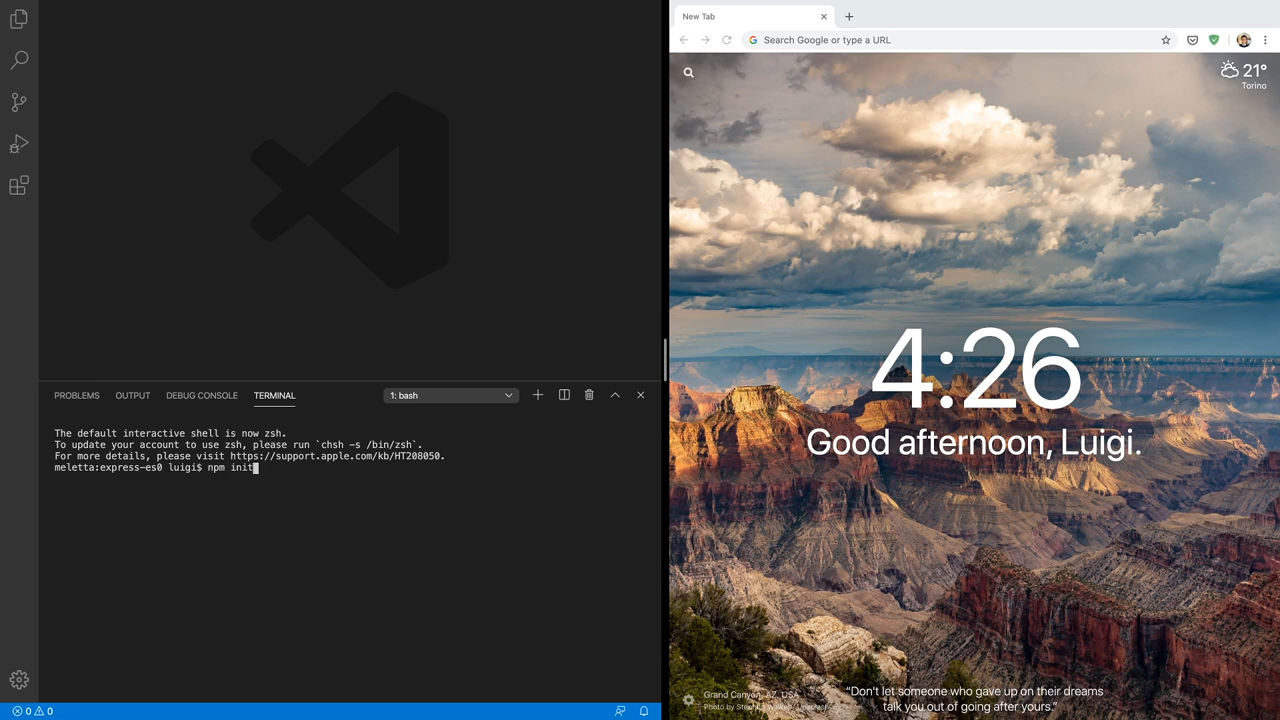 PROBLEMS OUTPUT DEBUG CONSOLE TERMINAL 1: bash
The default interactive shell is now zsh.
To update your account to use zsh, please run `chsh -s /bin/zsh`.
For more details, please visit https://support.apple.com/kb/HT208050.
meletta:express-es0 luigi$ npm init
0 0
New Tab
Search Google or type a URL
21°
Torino
4:26
Good afternoon, Luigi.
Grand Canyon, AZ, USA
Photo by
“Don't let someone who gave up on their dreams
talk you out of going after yours.”